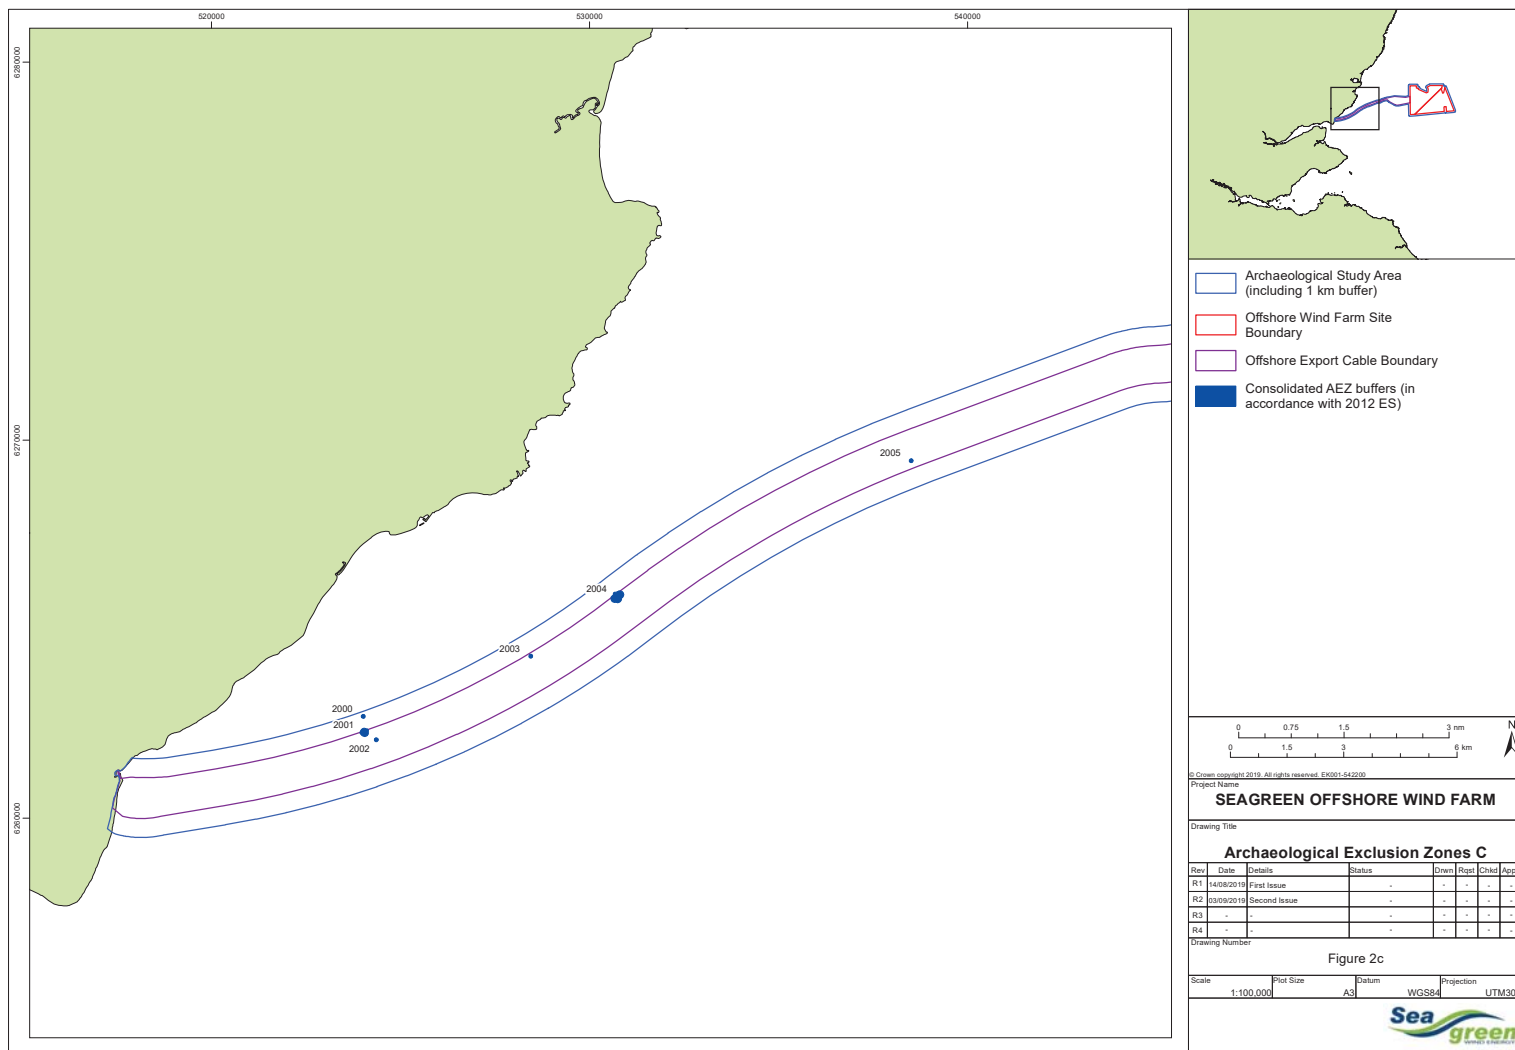 520000
530000
540000
6280000
6270000
6260000
2005
2004
2003
2000
2001
2002
Archaeological Study Area
(including 1 km buffer)
Offshore Wind Farm Site
Boundary
Offshore Export Cable Boundary
Consolidated AEZ buffers (in
accordance with 2012 ES)
0 0.75 1.5 3 nm
0 1.5 3 6 km
N
© Crown copyright 2019. All rights reserved. EK001-542200
Project Name
SEAGREEN OFFSHORE WIND FARM
Drawing Title
Archaeological Exclusion Zones C
Rev Date Details Status Drwn Rqst Chkd App
R1 14/08/2019 First Issue - - - - -
R2 03/09/2019 Second Issue - - - - -
R3 - - - - - - -
R4 - - - - - - -
Drawing Number
Figure 2c
Scale Plot Size Datum Projection
1:100,000 A3 WGS84 UTM30
Sea
green
WIND ENERGY